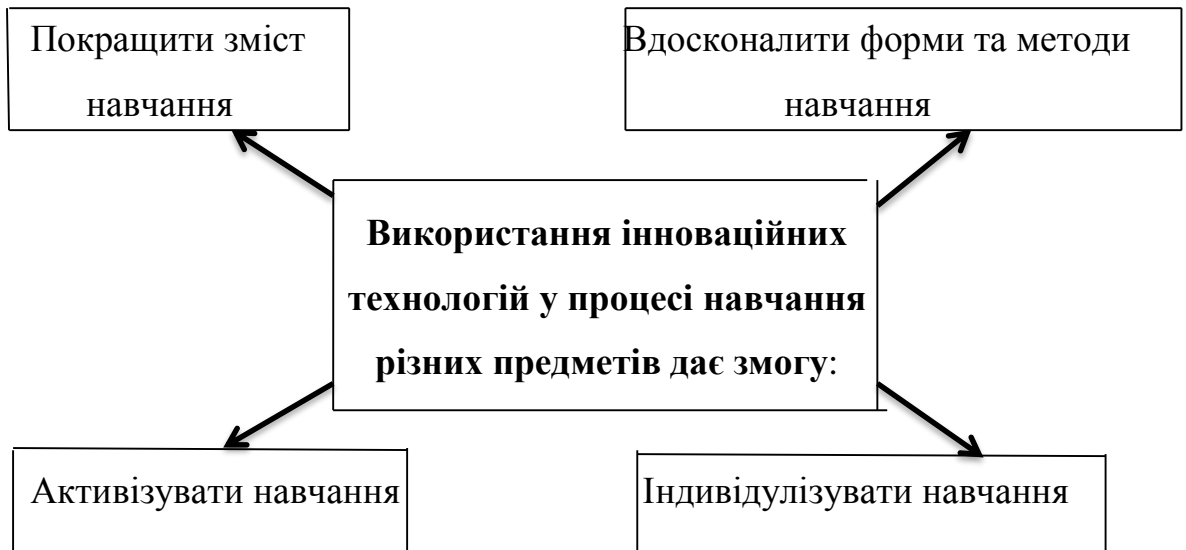 Покращити зміст
навчання
Вдосконалити форми та методи
навчання
Використання інноваційних
технологій у процесі навчання
різних предметів дає змогу:
Активізувати навчання
Індивідулізувати навчання